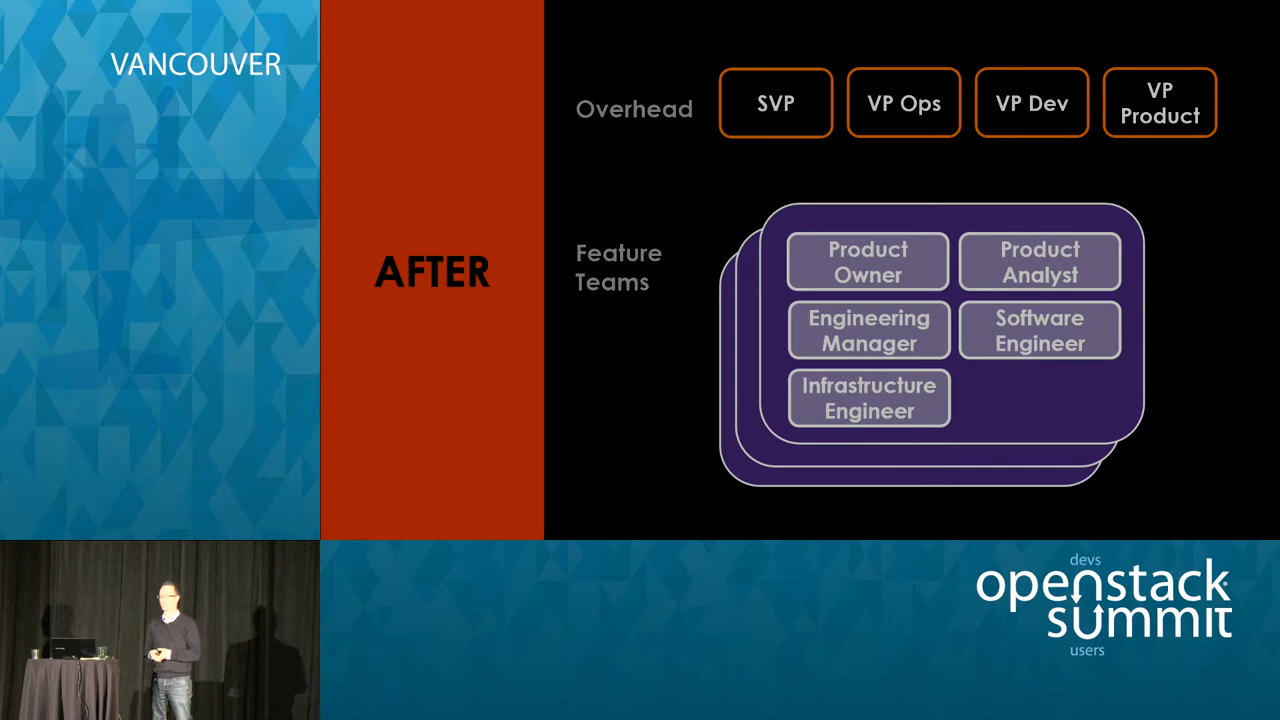 VANCOUVER
AFTER
Overhead
SVP
VP Ops
VP Dev
VP
Product
Feature
Teams
Product
Owner
Product
Analyst
Engineering
Manager
Software
Engineer
Infrastructure
Engineer
devs
openstack
summit
users